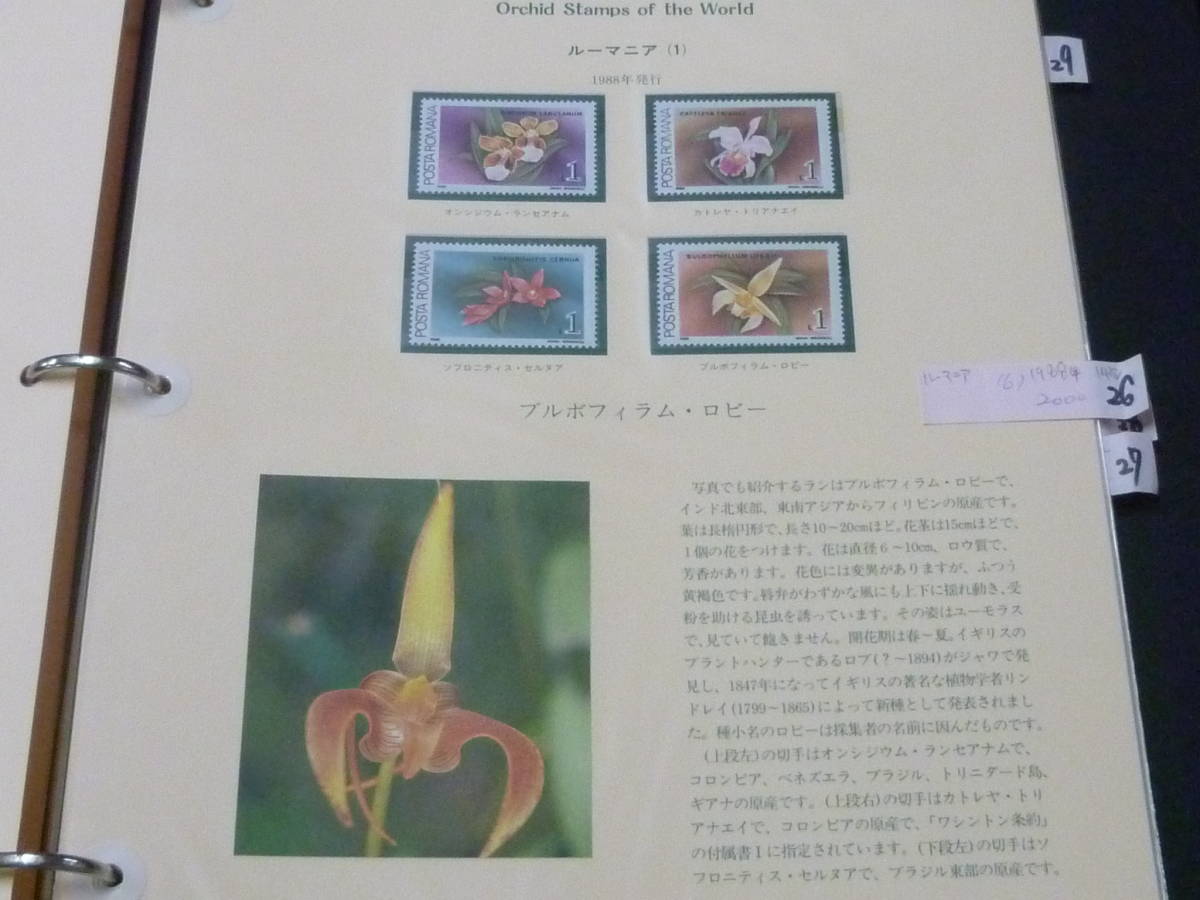 Orchid Stamps of the World
ルーマニア (1)
1988年発行
29
POSTA ROMANA
1
オンシジウム・ランセアナム
POSTA ROMANA
CATTLEYA TRIANAE
1
カトレヤ・トリアナエイ
POSTA ROMANA
SOPHRONITIS CERNUA
1
ソフロニティス・セルヌア
POSTA ROMANA
BULBOPHYLLUM LOBBII
1
ブルボフィラム・ロビー
ルーマニア 1988年
26
27
ブルボフィラム・ロビー
写真でも紹介するランはブルボフィラム・ロビーで、
インド北東部、東南アジアからフィリピンの原産です。
葉は長楕円形で、長さ10〜20cmほど。花茎は15cmほどで、
1個の花をつけます。花は直径6〜10cm、ロウ質で、
芳香があります。花色には変異がありますが、ふつう
黄褐色です。唇弁がわずかな風にも上下に揺れ動き、受
粉を助ける昆虫を誘っています。その姿はユーモラス
で、見ていて飽きません。開花期は春〜夏。イギリスの
プラントハンターであるロブ(?〜1894)がジャワで発
見し、1847年になってイギリスの著名な植物学者リン
ドレイ(1799〜1865)によって新種として発表されまし
た。種小名のロビーは採集者の名前に因んだものです。
(上段左)の切手はオンシジウム・ランセアナムで、
コロンビア、ベネズエラ、ブラジル、トリニダード島、
ギアナの原産です。(上段右)の切手はカトレヤ・トリ
アナエイで、コロンビアの原産で、「ワシントン条約」
の付属書Ⅰに指定されています。(下段左)の切手はソ
フロニティス・セルヌアで、ブラジル東部の原産です。